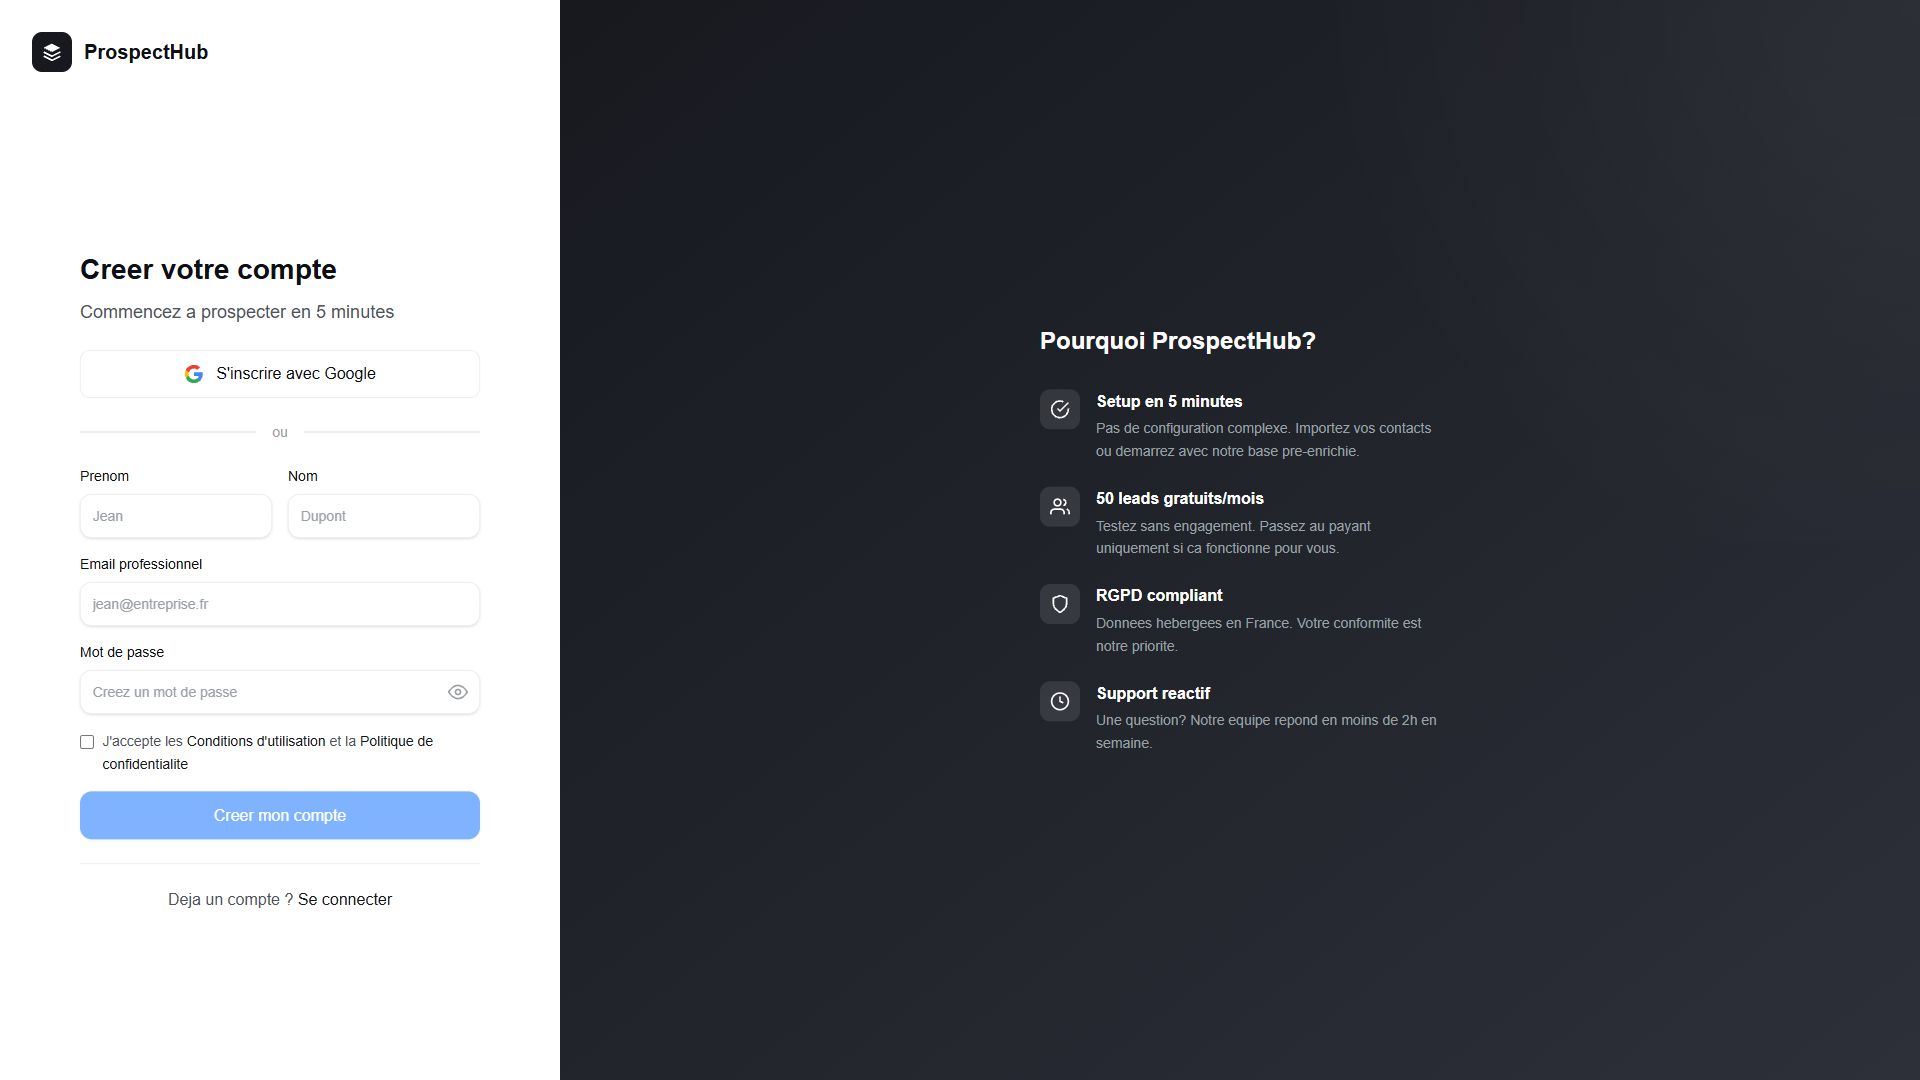 ProspectHub
Creer votre compte
Commencez a prospecter en 5 minutes
S'inscrire avec Google
ou
Prenom
Nom
Jean
Dupont
Email professionnel
jean@entreprise.fr
Mot de passe
Creez un mot de passe
J'accepte les Conditions d'utilisation et la Politique de
confidentialite
Creer mon compte
Deja un compte ? Se connecter
Pourquoi ProspectHub?
Setup en 5 minutes
Pas de configuration complexe. Importez vos contacts
ou demarrez avec notre base pre-enrichie.
50 leads gratuits/mois
Testez sans engagement. Passez au payant
uniquement si ca fonctionne pour vous.
RGPD compliant
Donnees hebergees en France. Votre conformite est
notre priorite.
Support reactif
Une question? Notre equipe repond en moins de 2h en
semaine.